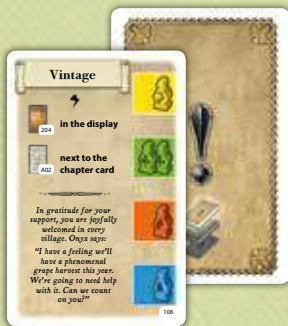 Vintage
204
in the display
A02
next to the
chapter card
In gratitude for your
support, you are joyfully
welcomed in every
village. Onyx says:
“I have a feeling we’ll
have a phenomenal
grape harvest this year.
We’re going to need help
with it. Can we count
on you?”
106
!